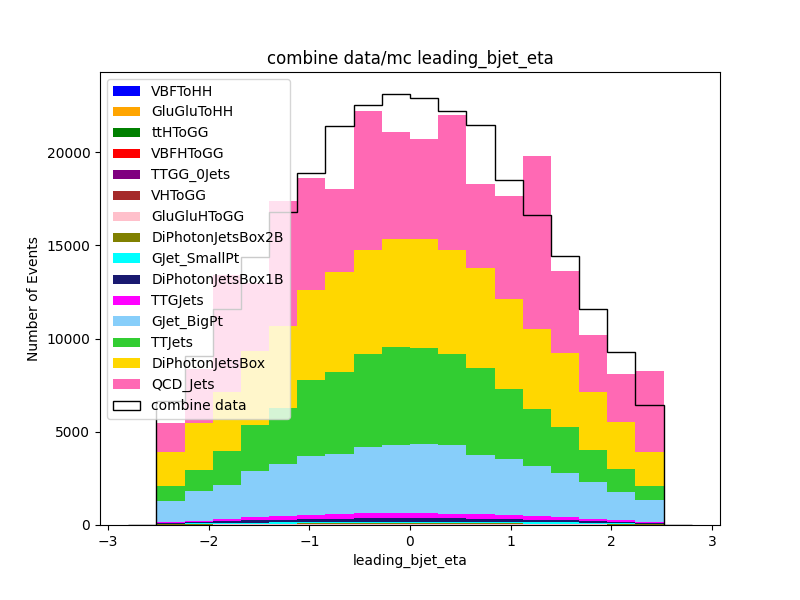 combine data/mc leading_bjet_eta
VBFToHH
GluGluToHH
ttHToGG
VBFHToGG
TTGG_0Jets
VHToGG
GluGluHToGG
DiPhotonJetsBox2B
GJet_SmallPt
DiPhotonJetsBox1B
TTGJets
GJet_BigPt
TTJets
DiPhotonJetsBox
QCD_Jets
combine data
Number of Events
20000
15000
10000
5000
0
−3
−2
−1
0
1
2
3
leading_bjet_eta